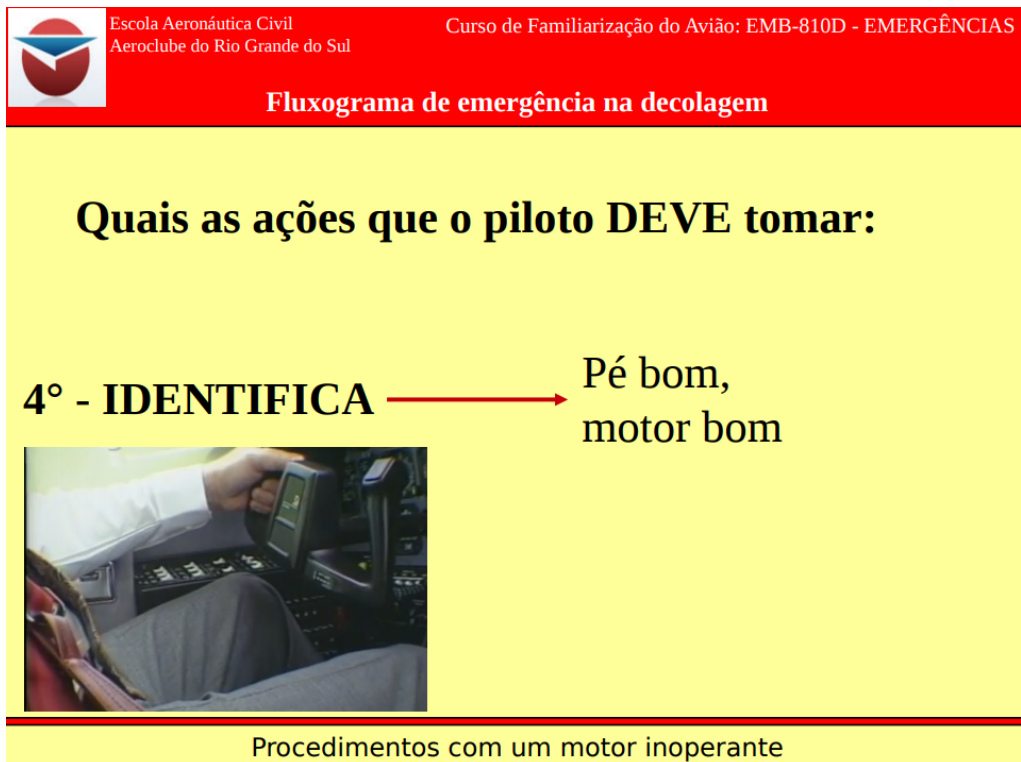 Escola Aeronáutica Civil
Aeroclube do Rio Grande do Sul
Curso de Familiarização do Avião: EMB-810D - EMERGÊNCIAS
Fluxograma de emergência na decolagem
Quais as ações que o piloto DEVE tomar:
4° - IDENTIFICA
Pé bom,
motor bom
Procedimentos com um motor inoperante